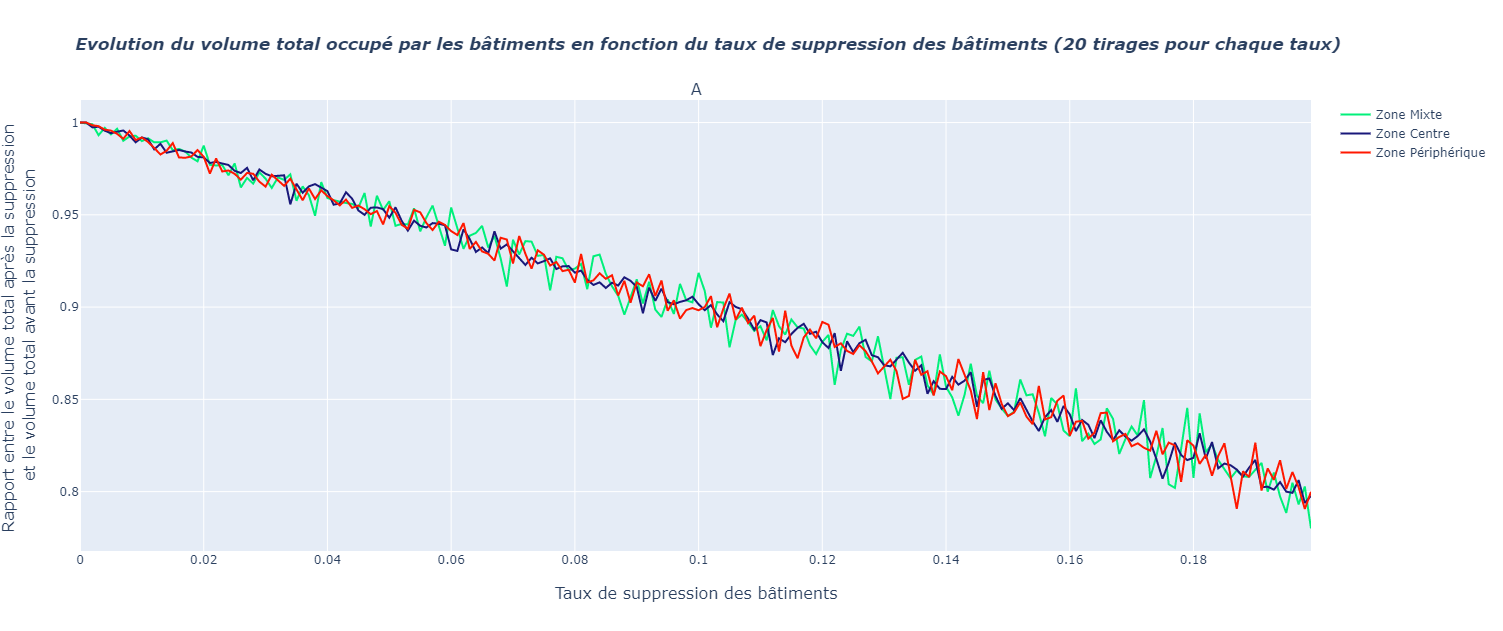 Evolution du volume total occupé par les bâtiments en fonction du taux de suppression des bâtiments (20 tirages pour chaque taux)
A
Rapport entre le volume total après la suppression
et le volume total avant la suppression
1
0.95
0.9
0.85
0.8
0
0.02
0.04
0.06
0.08
0.1
0.12
0.14
0.16
0.18
Taux de suppression des bâtiments
Zone Mixte
Zone Centre
Zone Périphérique